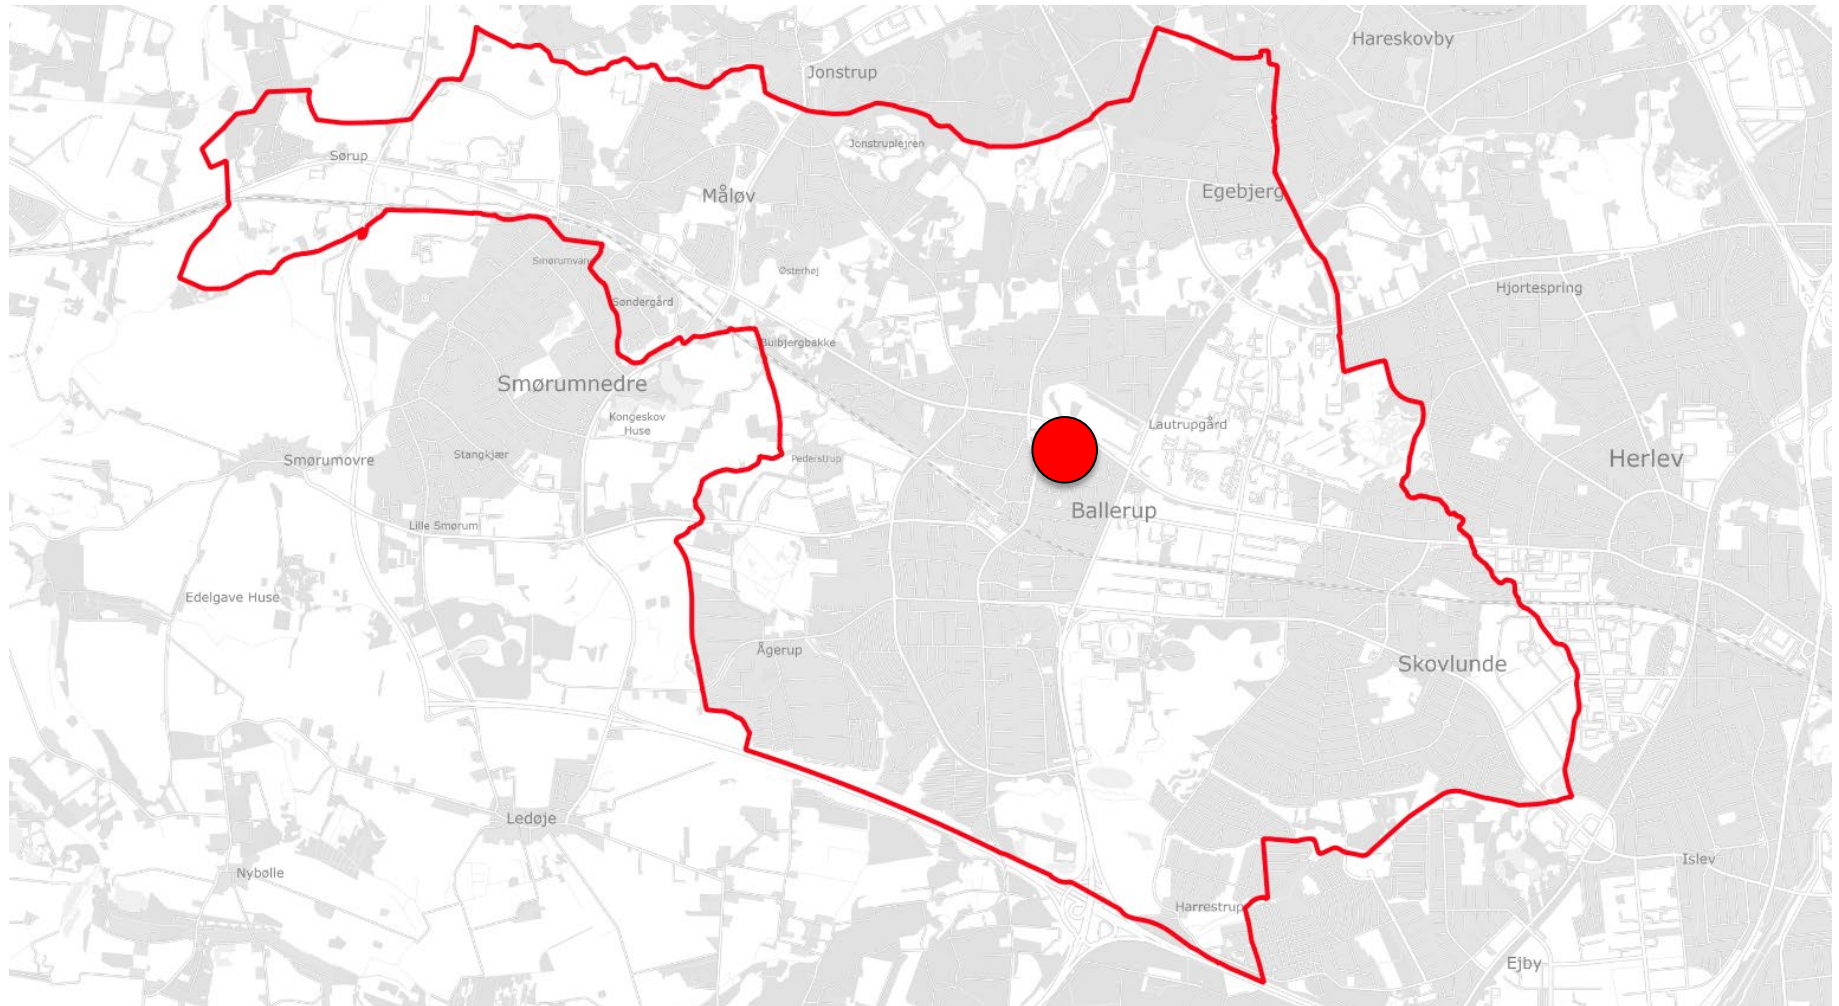 Hareskovby
Jonstrup
Jonstruplejren
Sørup
Måløv
Egebjerg
Smørumvang
Østerhøj
Hjortespring
Søndergård
Bulbjergbakke
Smørumnedre
Kongeskov
Huse
Lautrupgård
Stangkjær
Smørumovre
Pederstrup
Herlev
Ballerup
Lille Smørum
Edelgave Huse
Ågerup
Skovlunde
Ledøje
Islev
Nybølle
Harrestrup
Ejby